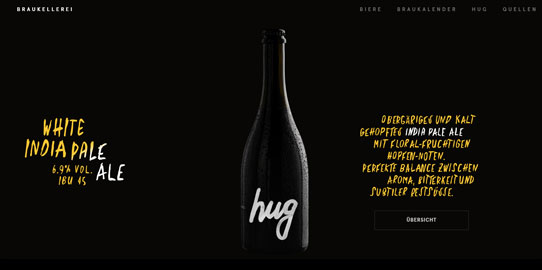 BRAUKELLEREI
BIERE BRAUKALENDER HUG QUELLEN
WHITE
INDIA PALE
ALE
6.9% VOL.
IBU 45
hug
OBERGÄRIGES UND KALT
GEHOPFTES INDIA PALE ALE
MIT FLORAL-FRUCHTIGEN
HOPFEN-NOTEN.
PERFEKTE BALANCE ZWISCHEN
AROMA, BITTERKEIT UND
SUBTILER RESTSÜSSE.
ÜBERSICHT